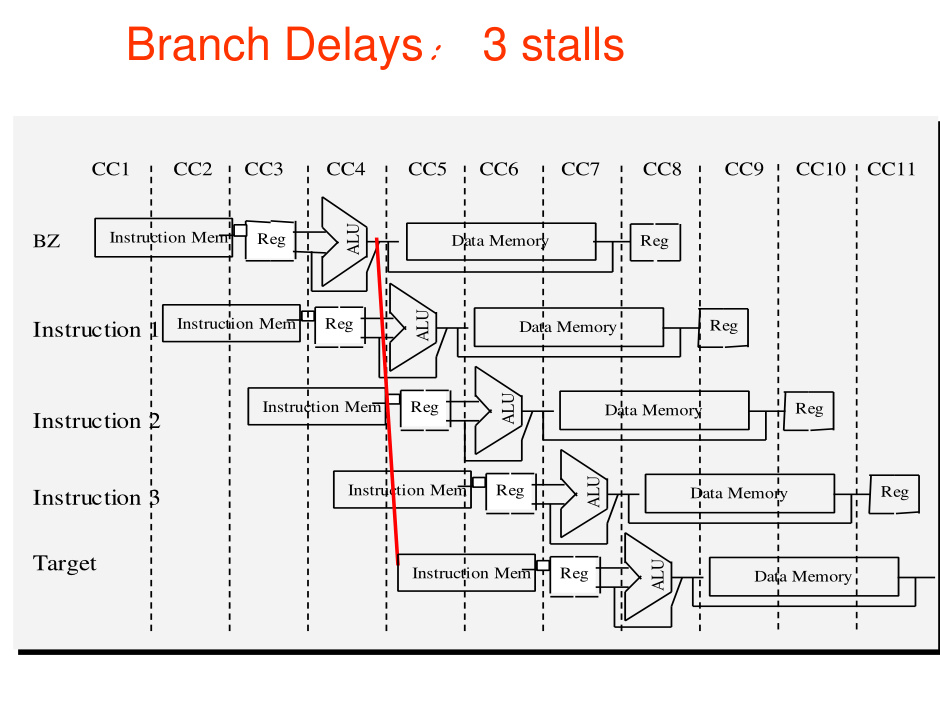 Branch Delays : 3 stalls
CC1 CC2 CC3 CC4 CC5 CC6 CC7 CC8 CC9 CC10 CC11
BZ Instruction Mem Reg ALU Data Memory Reg
Instruction 1 Instruction Mem Reg ALU Data Memory Reg
Instruction 2 Instruction Mem Reg ALU Data Memory Reg
Instruction 3 Instruction Mem Reg ALU Data Memory Reg
Target Instruction Mem Reg ALU Data Memory